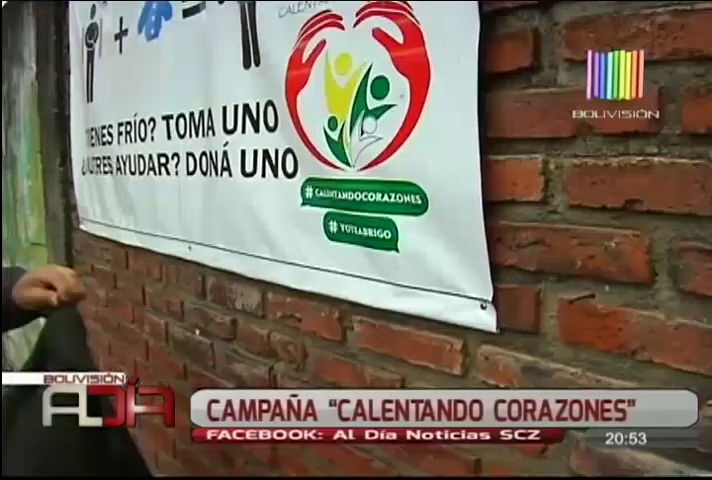 ¿TIENES FRÍO? TOMA UNO
¿QUIERES AYUDAR? DONÁ UNO
#CALENTANDOCORAZONES
#YOTEABRIGO
BOLIVISIÓN
BOLIVISIÓN
AL DÍA
CAMPAÑA "CALENTANDO CORAZONES"
FACEBOOK: AL DÍA NOTICIAS SCZ
20:53